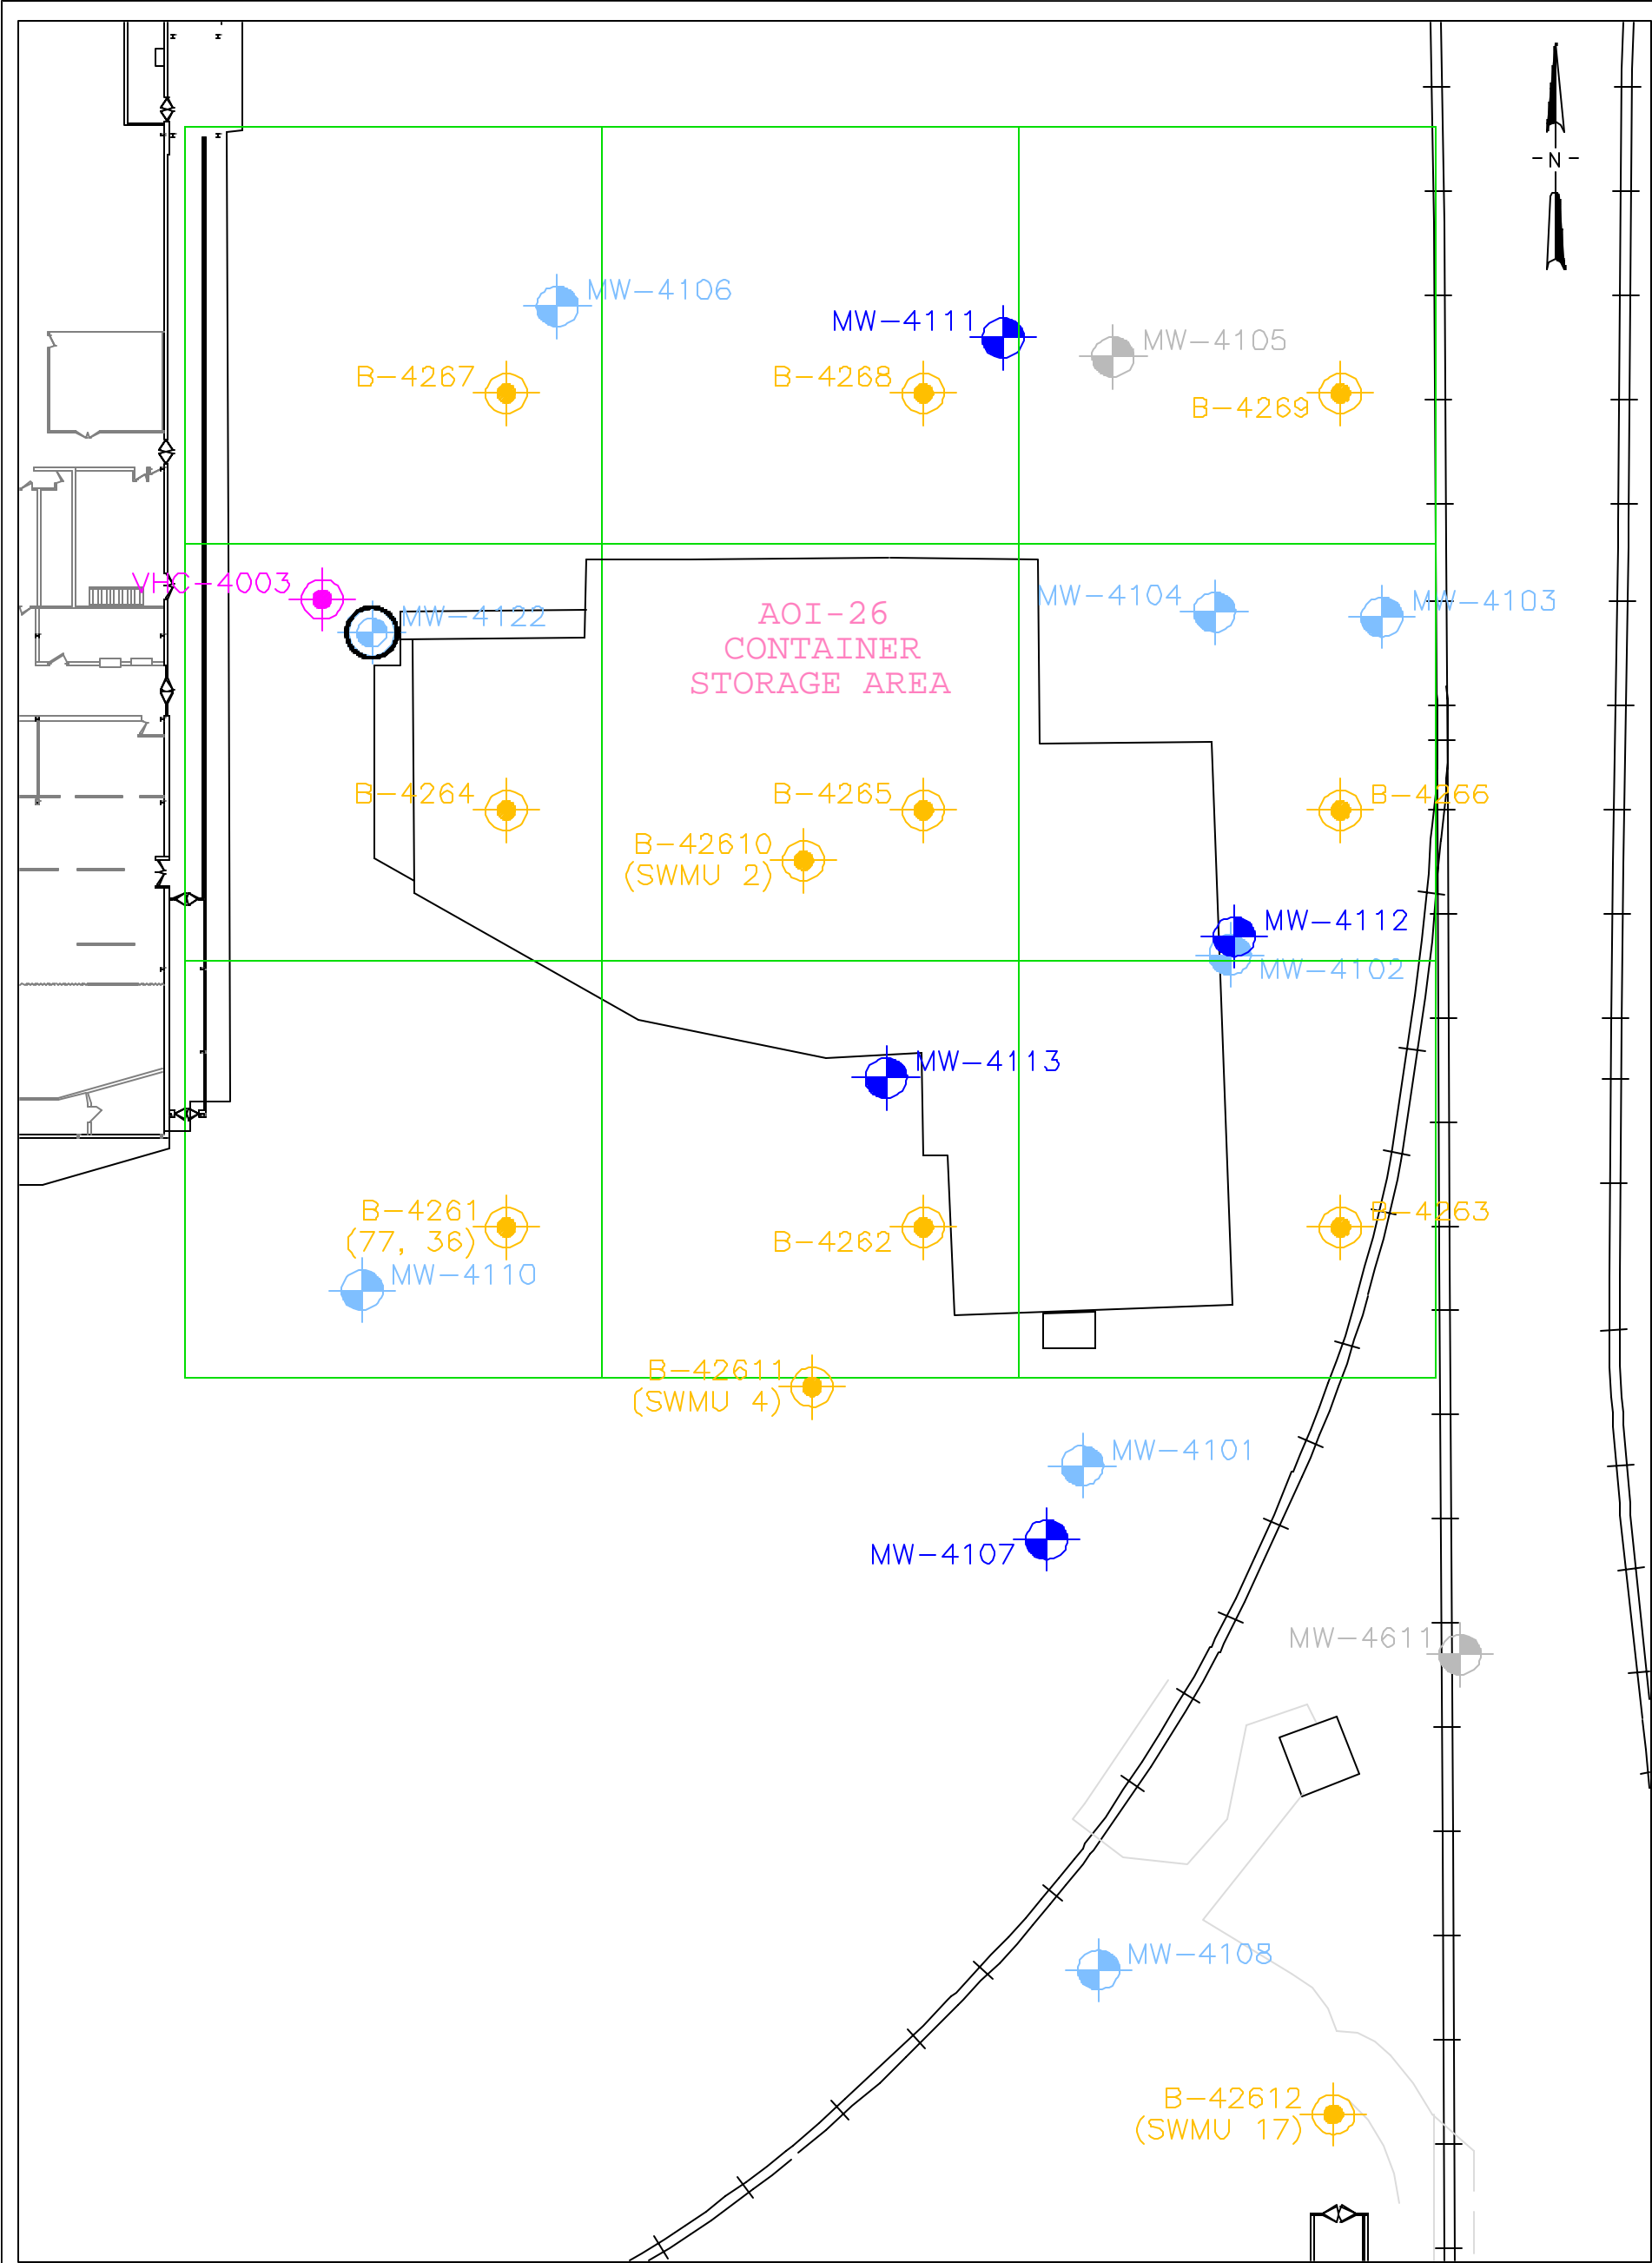 -N-
MW-4106
MW-4111
MW-4105
B-4267
B-4268
B-4269
VHC-4003
MW-4122
AOI-26
CONTAINER
STORAGE AREA
MW-4104
MW-4103
B-4264
B-4265
B-4266
B-42610
(SWMU 2)
MW-4112
MW-4102
MW-4113
B-4261
(77, 36)
B-4262
B-4263
MW-4110
B-42611
(SWMU 4)
MW-4101
MW-4107
MW-4611
MW-4108
B-42612
(SWMU 17)